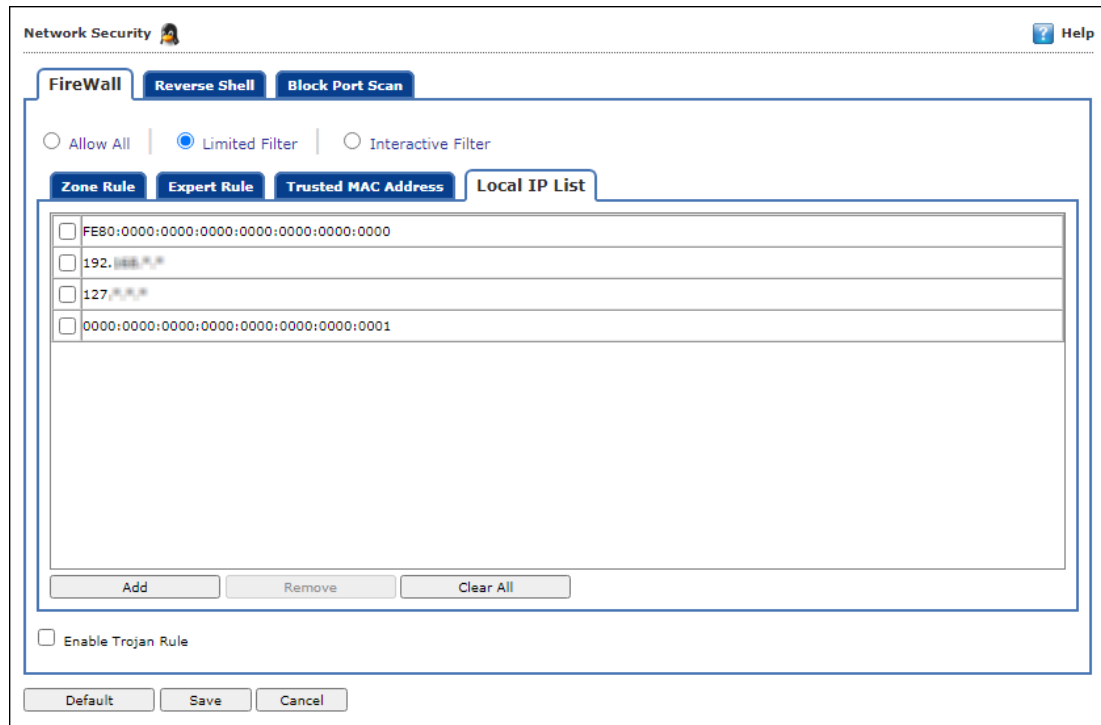 Network Security Help
FireWall Reverse Shell Block Port Scan
Allow All Limited Filter Interactive Filter
Zone Rule Expert Rule Trusted MAC Address Local IP List
FE80:0000:0000:0000:0000:0000:0000:0000
192.
127
0000:0000:0000:0000:0000:0000:0000:0001
Add Remove Clear All
Enable Trojan Rule
Default Save Cancel